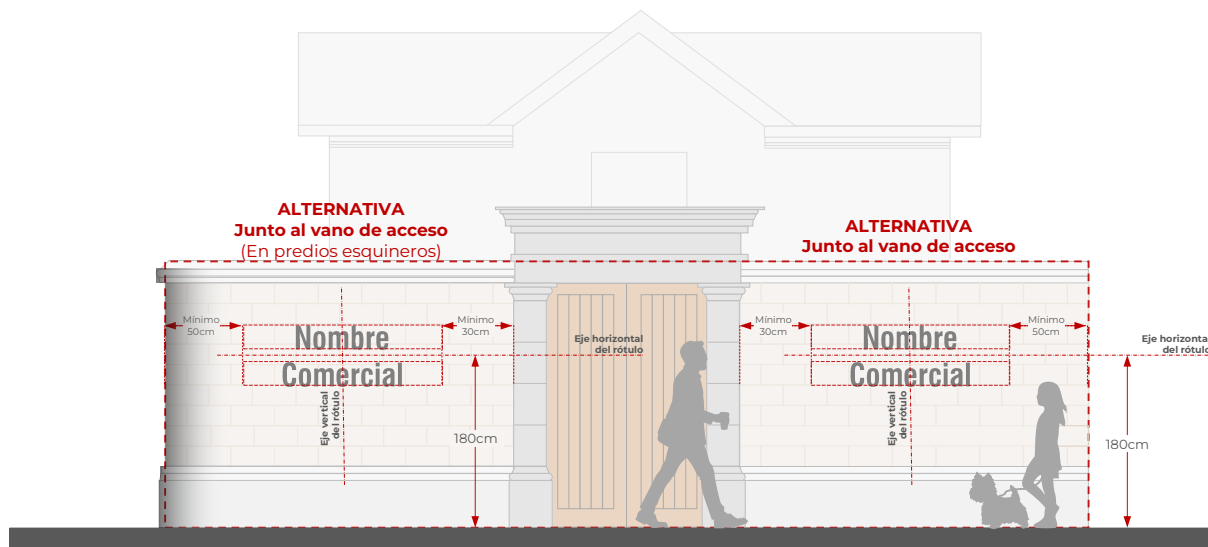 ALTERNATIVA
Junto al vano de acceso
(En predios esquineros)
ALTERNATIVA
Junto al vano de acceso
Mínimo
50cm
Nombre
Comercial
Mínimo
30cm
Eje horizontal
del rótulo
Eje vertical
del rótulo
180cm
Mínimo
30cm
Nombre
Comercial
Mínimo
50cm
Eje horizonta
del rótulo
Eje vertical
del rótulo
180cm